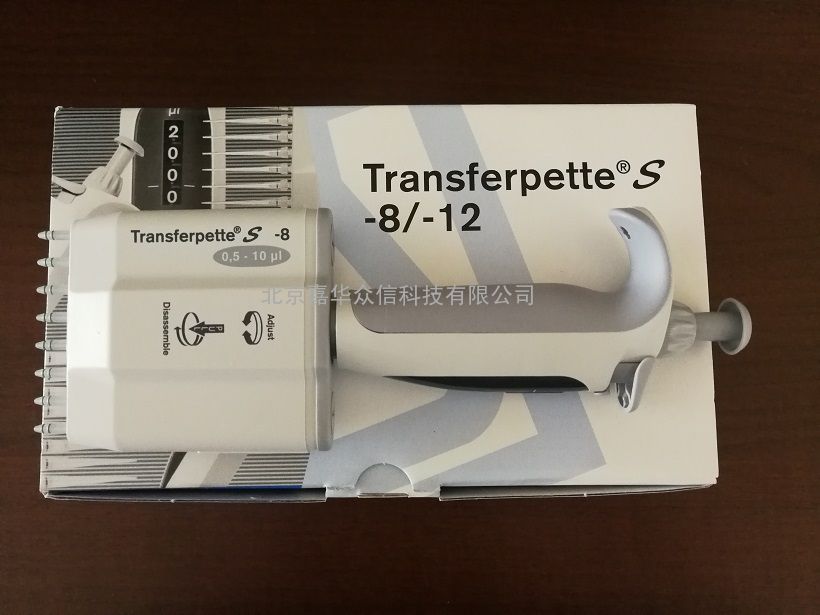 µl
2
0
0
0
Transferpette® S
-8/-12
Transferpette® S -8
0,5 - 10 µl
北京嘉华众信科技有限公司
Adjust
PULL
Disassemble